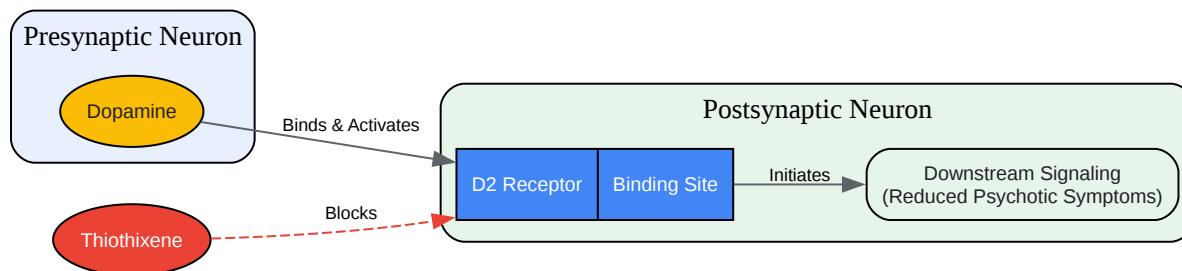 Presynaptic Neuron
Dopamine
Binds & Activates
Postsynaptic Neuron
D2 Receptor
Binding Site
Initiates
Downstream Signaling
(Reduced Psychotic Symptoms)
Blocks
Thiothixene